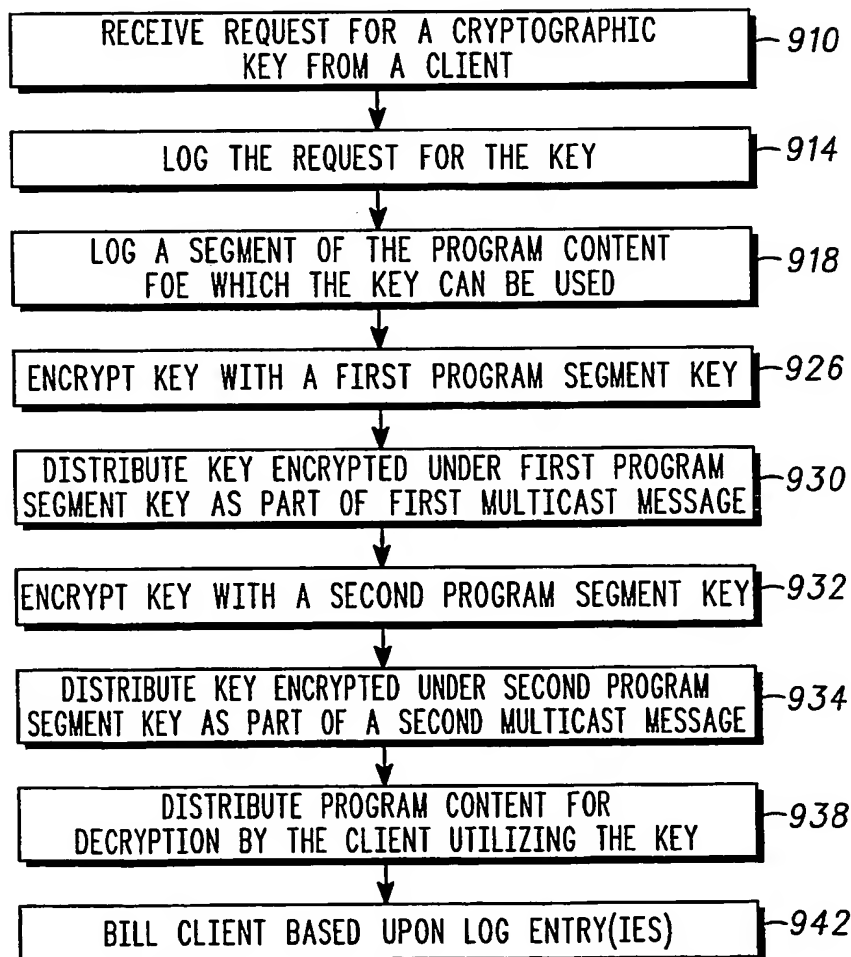 RECEIVE REQUEST FOR A CRYPTOGRAPHIC
KEY FROM A CLIENT
910
LOG THE REQUEST FOR THE KEY
914
LOG A SEGMENT OF THE PROGRAM CONTENT
FOE WHICH THE KEY CAN BE USED
918
ENCRYPT KEY WITH A FIRST PROGRAM SEGMENT KEY
926
DISTRIBUTE KEY ENCRYPTED UNDER FIRST PROGRAM
SEGMENT KEY AS PART OF FIRST MULTICAST MESSAGE
930
ENCRYPT KEY WITH A SECOND PROGRAM SEGMENT KEY
932
DISTRIBUTE KEY ENCRYPTED UNDER SECOND PROGRAM
SEGMENT KEY AS PART OF A SECOND MULTICAST MESSAGE
934
DISTRIBUTE PROGRAM CONTENT FOR
DECRYPTION BY THE CLIENT UTILIZING THE KEY
938
BILL CLIENT BASED UPON LOG ENTRY(IES)
942